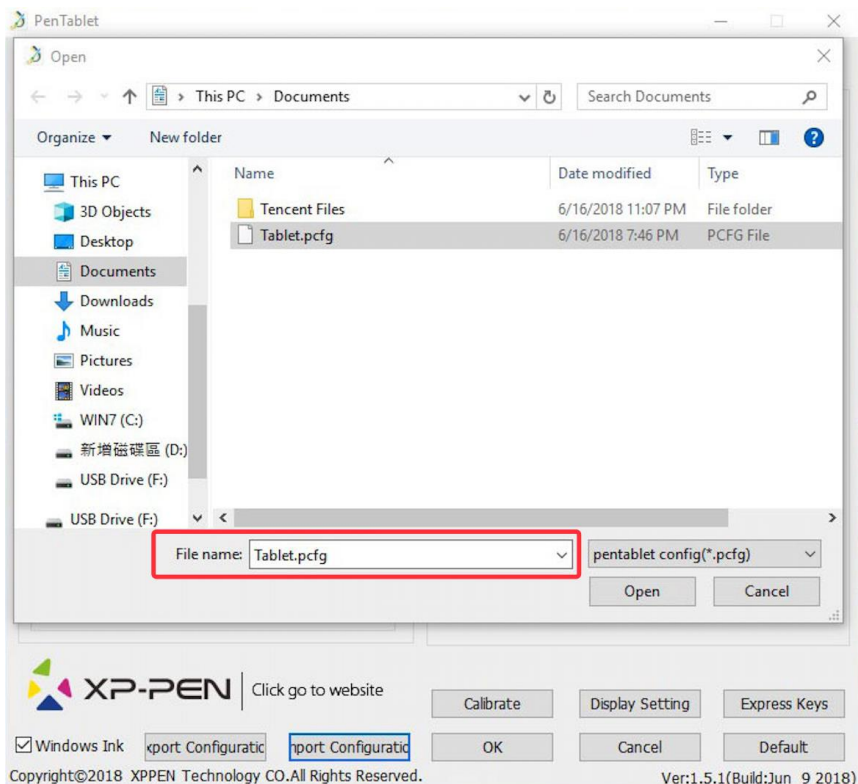 PenTablet
Open
This PC > Documents
Search Documents
Organize
New folder
Name
Date modified
Type
This PC
3D Objects
Desktop
Documents
Downloads
Music
Pictures
Videos
WIN7 (C:)
新增磁碟區 (D:)
USB Drive (F:)
USB Drive (F:)
Tencent Files 6/16/2018 11:07 PM File folder
Tablet.pcfg 6/16/2018 7:46 PM PCFG File
File name: Tablet.pcfg
pentablet config(*.pcfg)
Open
Cancel
XP-PEN
Click go to website
Calibrate
Display Setting
Express Keys
Windows Ink
xport Configuratic
nport Configuratio
OK
Cancel
Default
Copyright©2018 XPPEN Technology CO.All Rights Reserved.
Ver:1.5.1(Build:Jun 9 2018)